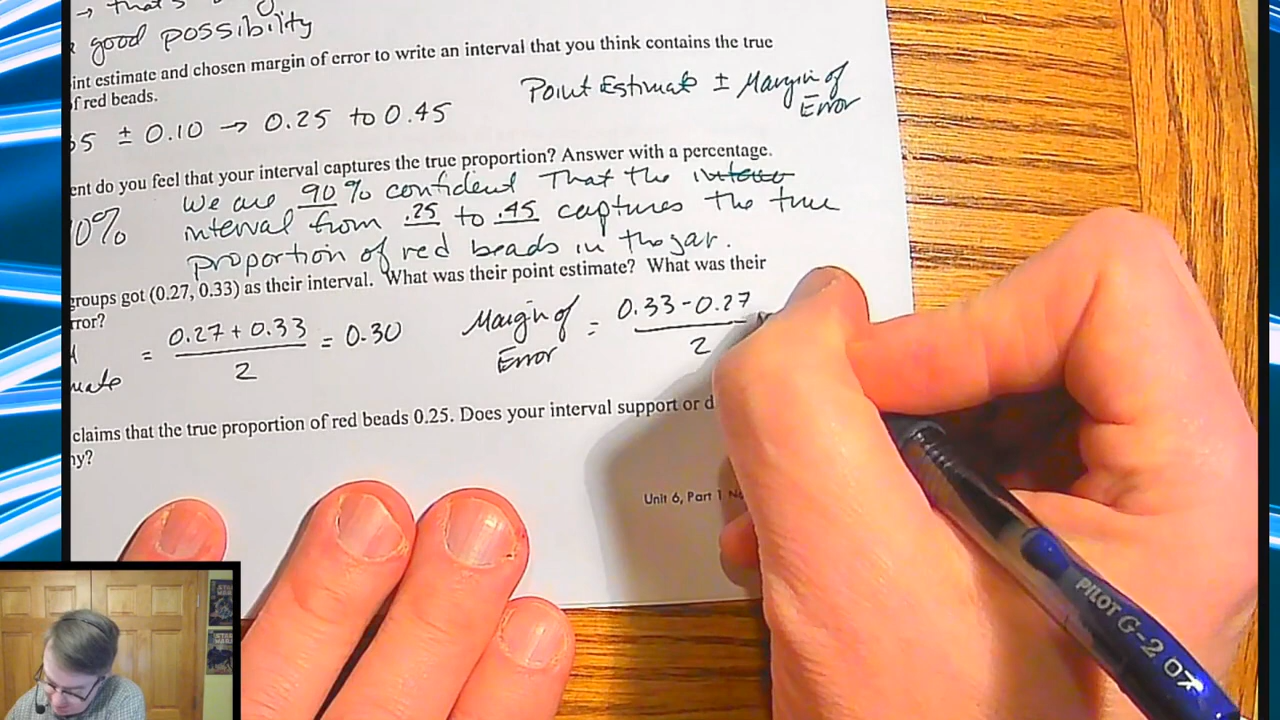 → that's
good possibility
int estimate and chosen margin of error to write an interval that you think contains the true
f red beads.
Point Estimate ± Margin of
Error
35 ± 0.10 → 0.25 to 0.45
ent do you feel that your interval captures the true proportion? Answer with a percentage.
90%
We are 90% confident That the
interval from .25 to .45 captures the true
proportion of red beads in the jar.
groups got (0.27, 0.33) as their interval. What was their point estimate? What was their
rror?
= 0.27 + 0.33 / 2 = 0.30
mate
Margin of
Error
= 0.33 - 0.27 / 2
claims that the true proportion of red beads 0.25. Does your interval support or d
hy?
Unit 6, Part 1
PILOT G-2 07
STAR WARS